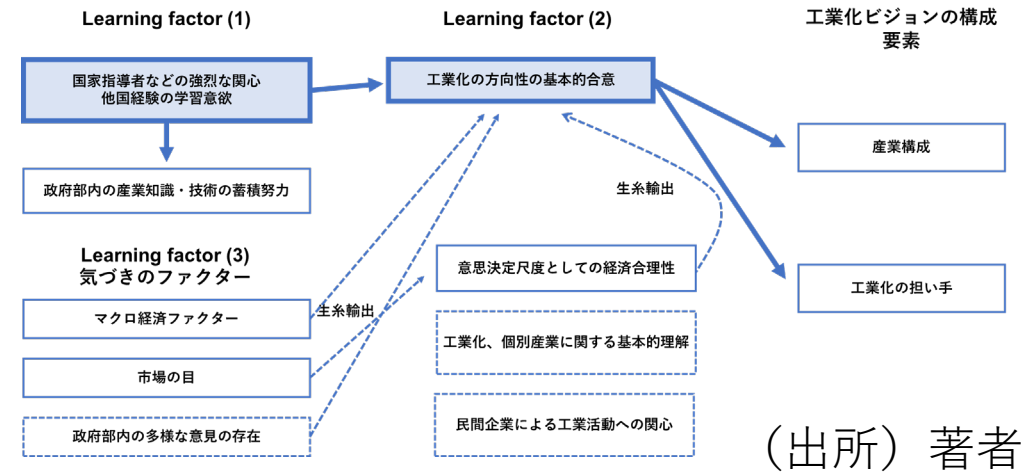 Learning factor (1)
国家指導者などの強烈な関心
他国経験の学習意欲
政府部内の産業知識・技術の蓄積努力
Learning factor (3)
気づきのファクター
マクロ経済ファクター
市場の目
政府部内の多様な意見の存在
生糸輸出
Learning factor (2)
工業化の方向性の基本的合意
生糸輸出
意思決定尺度としての経済合理性
工業化、個別産業に関する基本的理解
民間企業による工業活動への関心
工業化ビジョンの構成
要素
産業構成
工業化の担い手
（出所）著者